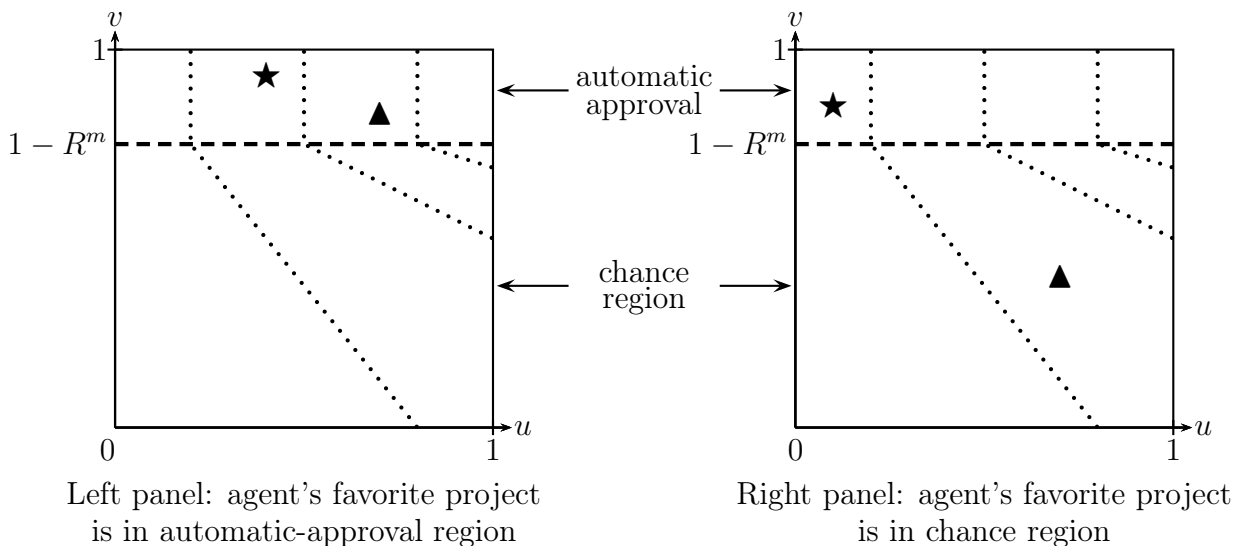 v
1
1 − R^m
0
1
u
automatic
approval
chance
region
v
1
1 − R^m
0
1
u
Left panel: agent's favorite project
is in automatic-approval region
Right panel: agent's favorite project
is in chance region